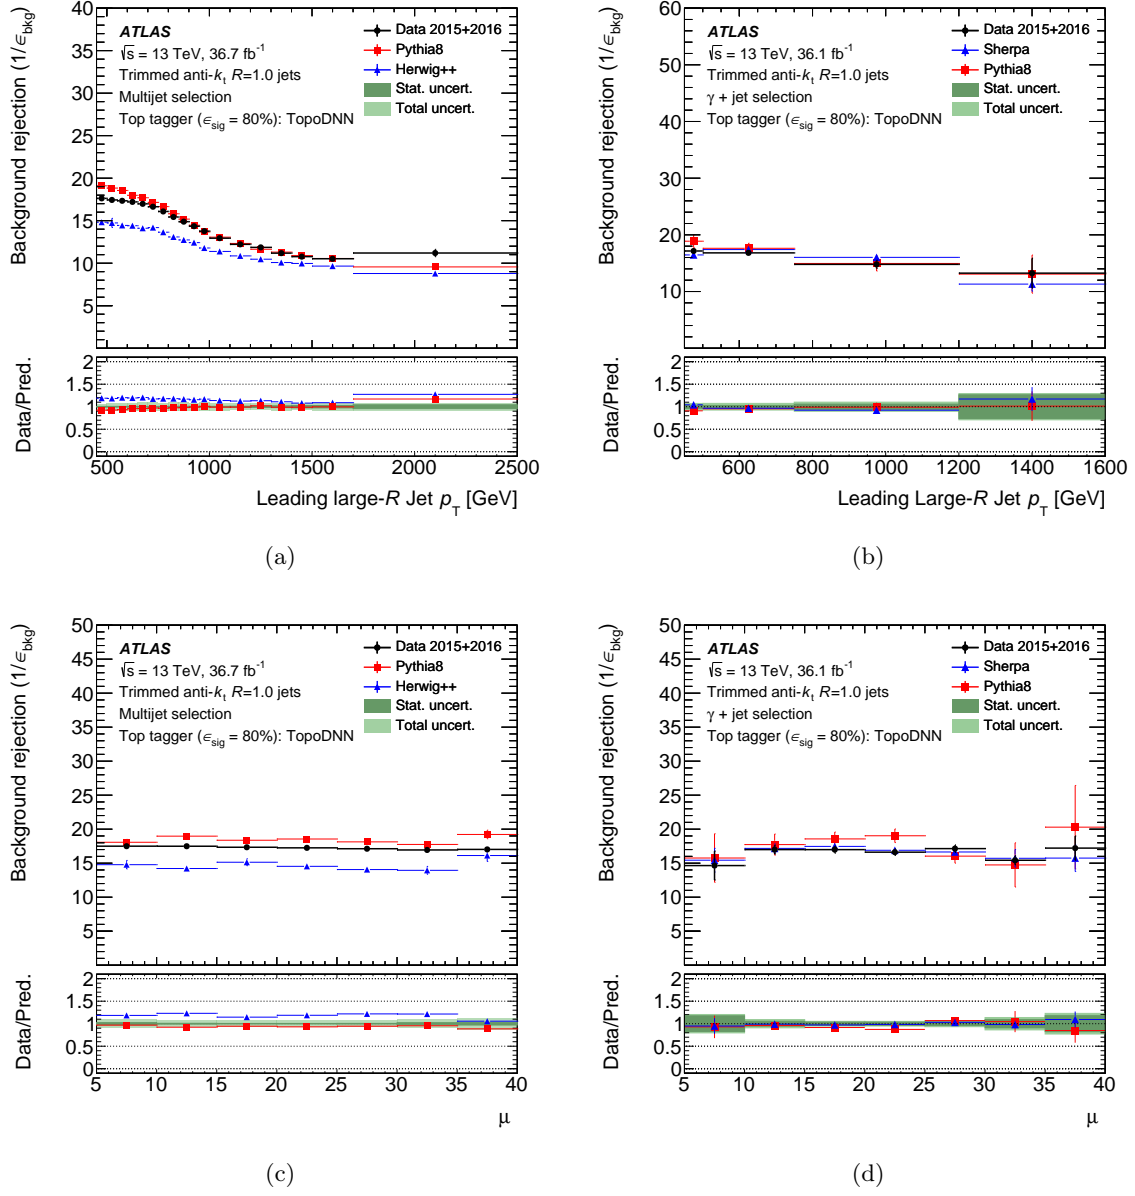 Background rejection (1/ϵbkg)
40
35
30
25
20
15
10
5
ATLAS
√s = 13 TeV, 36.7 fb⁻¹
Trimmed anti-kt R=1.0 jets
Multijet selection
Top tagger (ϵsig = 80%): TopoDNN
Data 2015+2016
Pythia8
Herwig++
Stat. uncert.
Total uncert.
Data/Pred.
2
1.5
1
0.5
0
500 1000 1500 2000 2500
Leading large-R Jet pT [GeV]
(a)
Background rejection (1/ϵbkg)
60
50
40
30
20
10
ATLAS
√s = 13 TeV, 36.1 fb⁻¹
Trimmed anti-kt R=1.0 jets
γ + jet selection
Top tagger (ϵsig = 80%): TopoDNN
Data 2015+2016
Sherpa
Pythia8
Stat. uncert.
Total uncert.
Data/Pred.
2
1.5
1
0.5
0
600 800 1000 1200 1400 1600
Leading Large-R Jet pT [GeV]
(b)
Background rejection (1/ϵbkg)
50
45
40
35
30
25
20
15
10
5
ATLAS
√s = 13 TeV, 36.7 fb⁻¹
Trimmed anti-kt R=1.0 jets
Multijet selection
Top tagger (ϵsig = 80%): TopoDNN
Data 2015+2016
Pythia8
Herwig++
Stat. uncert.
Total uncert.
Data/Pred.
2
1.5
1
0.5
0
5 10 15 20 25 30 35 40
μ
(c)
Background rejection (1/ϵbkg)
50
45
40
35
30
25
20
15
10
5
ATLAS
√s = 13 TeV, 36.1 fb⁻¹
Trimmed anti-kt R=1.0 jets
γ + jet selection
Top tagger (ϵsig = 80%): TopoDNN
Data 2015+2016
Sherpa
Pythia8
Stat. uncert.
Total uncert.
Data/Pred.
2
1.5
1
0.5
0
5 10 15 20 25 30 35 40
μ
(d)